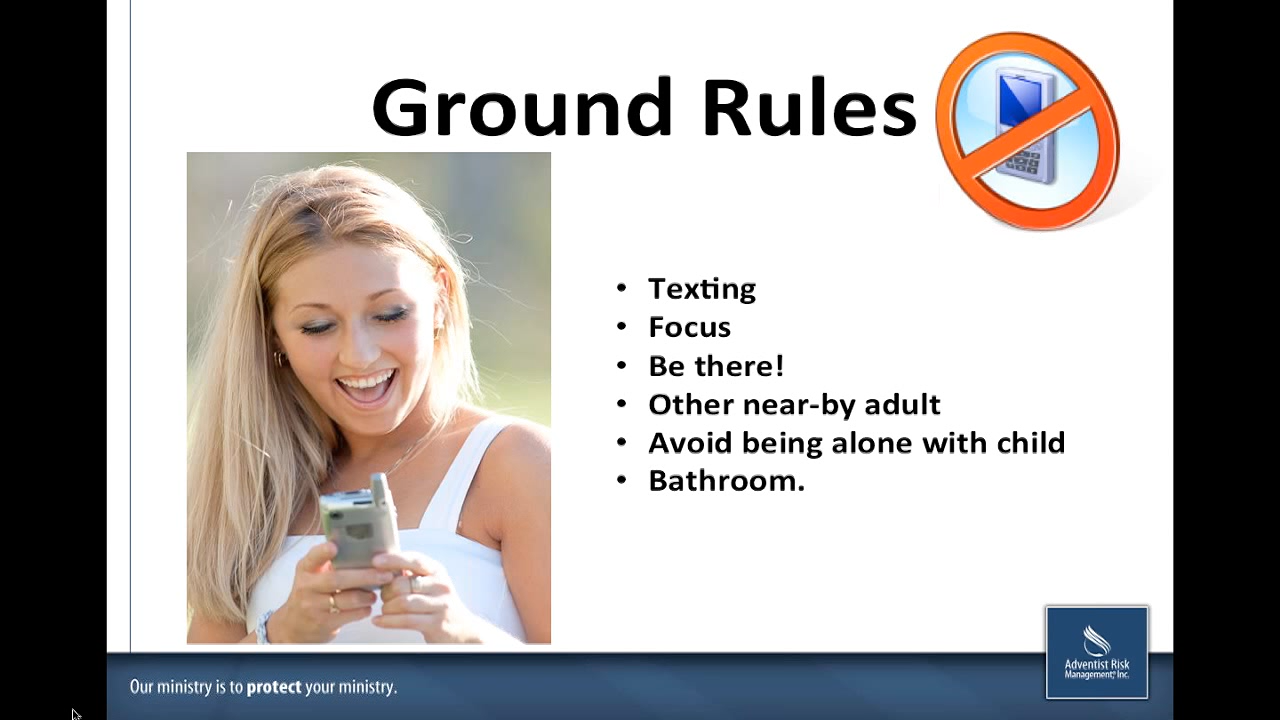 Ground Rules
• Texting
• Focus
• Be there!
• Other near-by adult
• Avoid being alone with child
• Bathroom.
Our ministry is to protect your ministry.
Adventist Risk
Management, Inc.